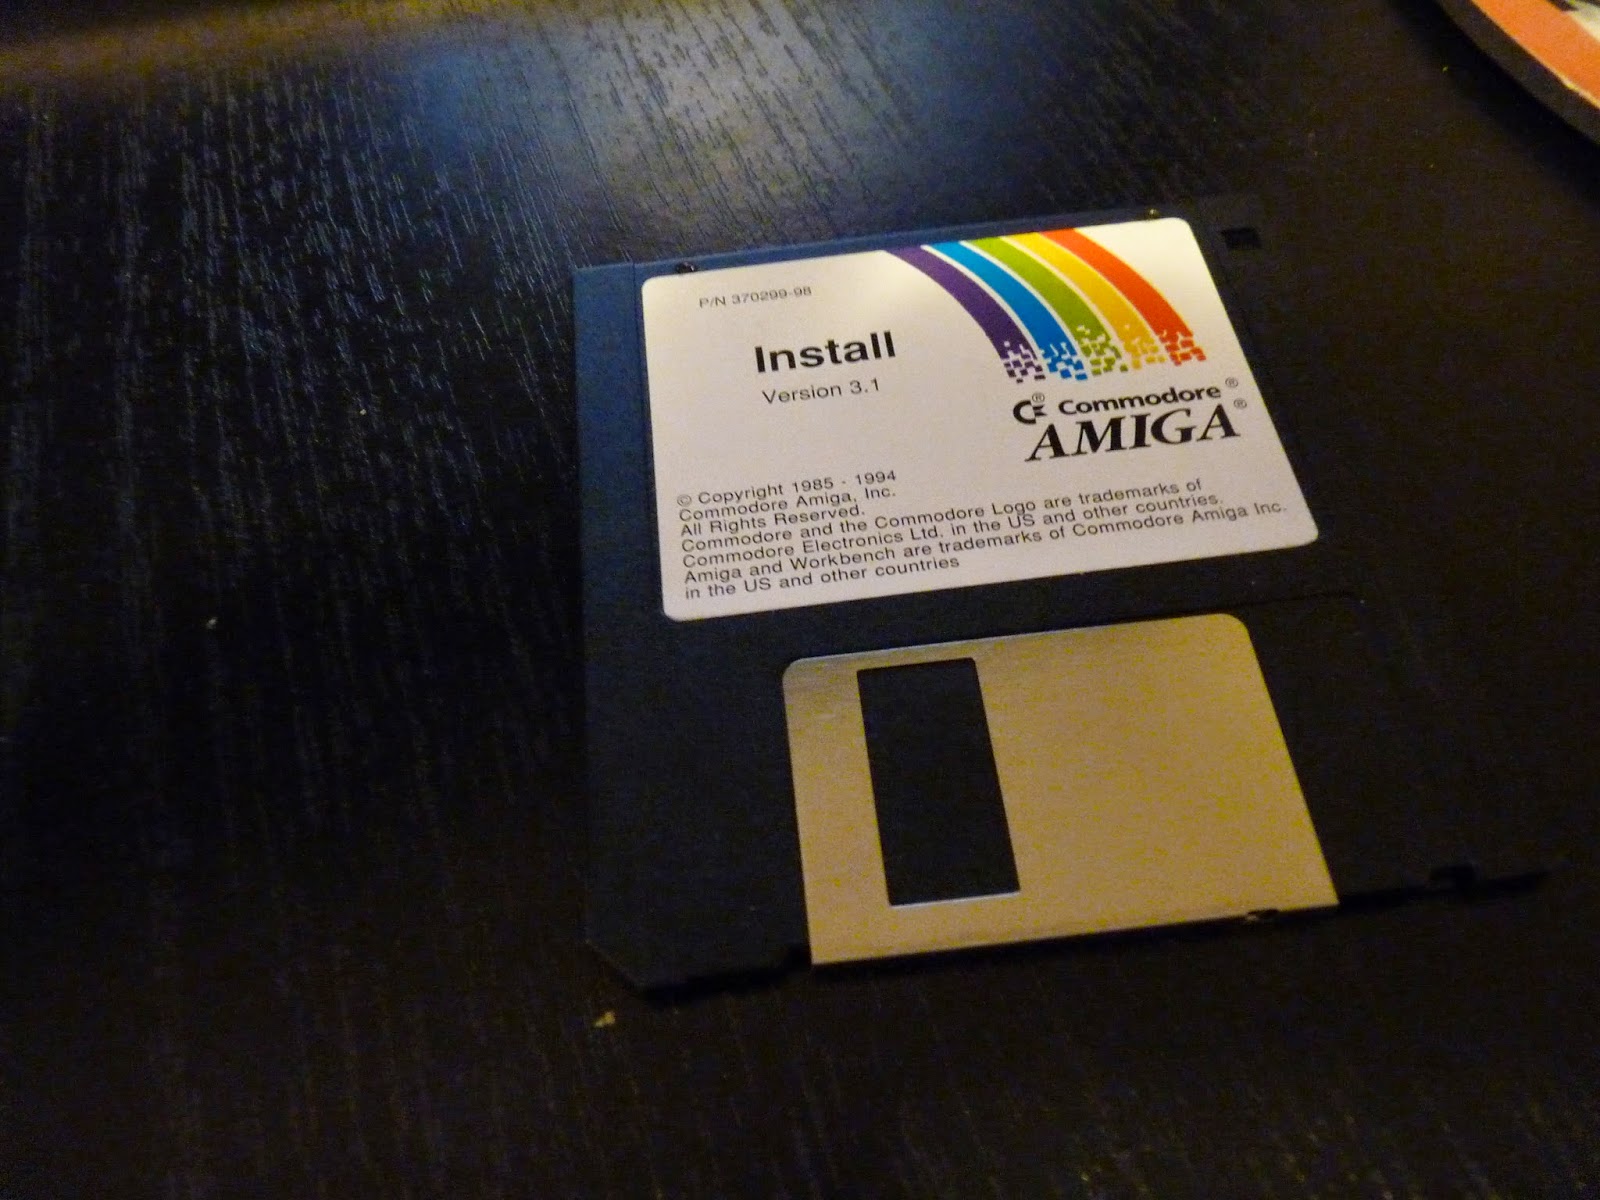 P/N 370299-98
Install
Version 3.1
Commodore®
AMIGA®
© Copyright 1985 - 1994
Commodore Amiga, Inc.
All Rights Reserved.
Commodore and the Commodore Logo are trademarks of
Commodore Electronics Ltd. in the US and other countries.
Amiga and Workbench are trademarks of Commodore Amiga Inc.
in the US and other countries